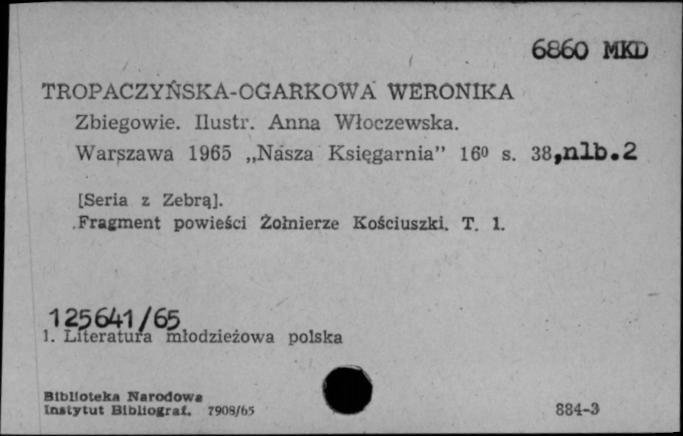 6860 MKD
TROPACZYŃSKA-OGARKOWA WERONIKA
Zbiegowie. Ilustr. Anna Włoczewska.
Warszawa 1965 „Nasza Księgarnia" 16⁰ s. 38,nlb.2
[Seria z Zebrą].
Fragment powieści Żołnierze Kościuszki. T. 1.
125641/65
1. Literatura młodzieżowa polska
Biblioteka Narodowa
Instytut Bibliograf. 7908/65
884-3